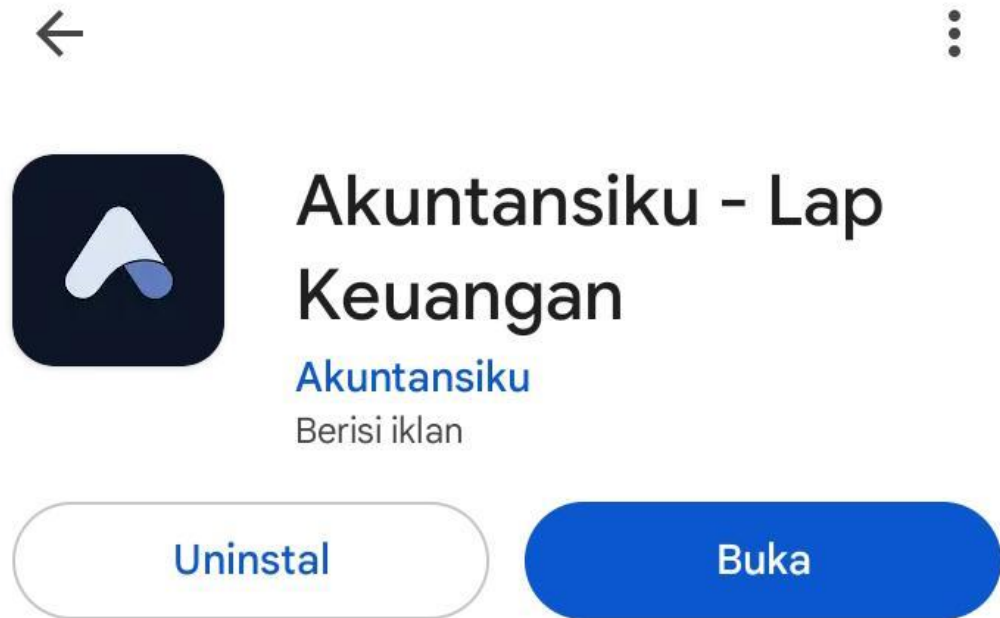 Akuntansiku - Lap
Keuangan
Akuntansiku
Berisi iklan
Uninstal
Buka